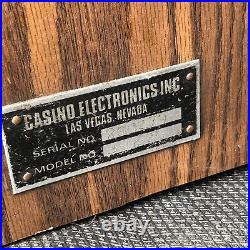 CASINO ELECTRONICS INC.
LAS VEGAS, NEVADA
SERIAL NO.
MODEL NO.